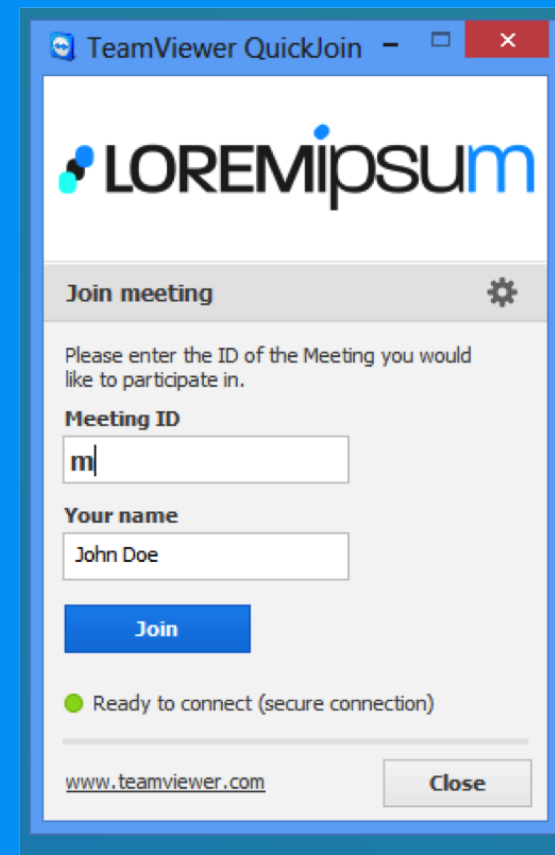 TeamViewer QuickJoin
LOREMipsum
Join meeting
Please enter the ID of the Meeting you would
like to participate in.
Meeting ID
m
Your name
John Doe
Join
Ready to connect (secure connection)
www.teamviewer.com
Close